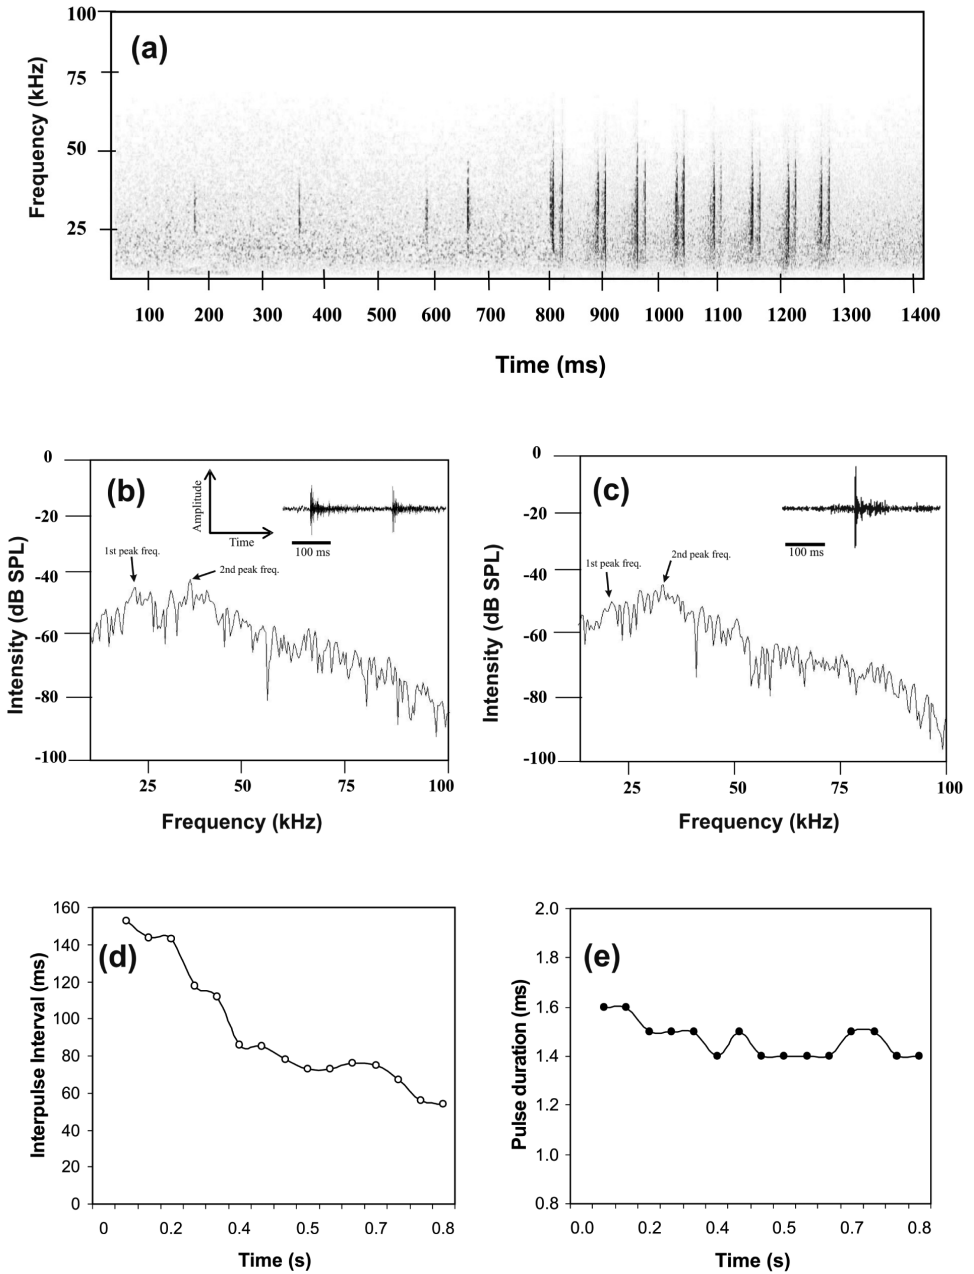 100
(a)
75
50
25
Frequency (kHz)
100 200 300 400 500 600 700 800 900 1000 1100 1200 1300 1400
Time (ms)
0
-20
-40
-60
-80
-100
Intensity (dB SPL)
(b)
Amplitude
Time
100 ms
1st peak freq.
2nd peak freq.
25 50 75 100
Frequency (kHz)
0
-20
-40
-60
-80
-100
Intensity (dB SPL)
(c)
100 ms
2nd peak freq.
1st peak freq.
25 50 75 100
Frequency (kHz)
160
140
120
100
80
60
40
20
0
Interpulse Interval (ms)
(d)
0 0.2 0.4 0.5 0.7 0.8
Time (s)
2.0
1.8
1.6
1.4
1.2
1.0
0.8
Pulse duration (ms)
(e)
0.0 0.2 0.4 0.5 0.7 0.8
Time (s)